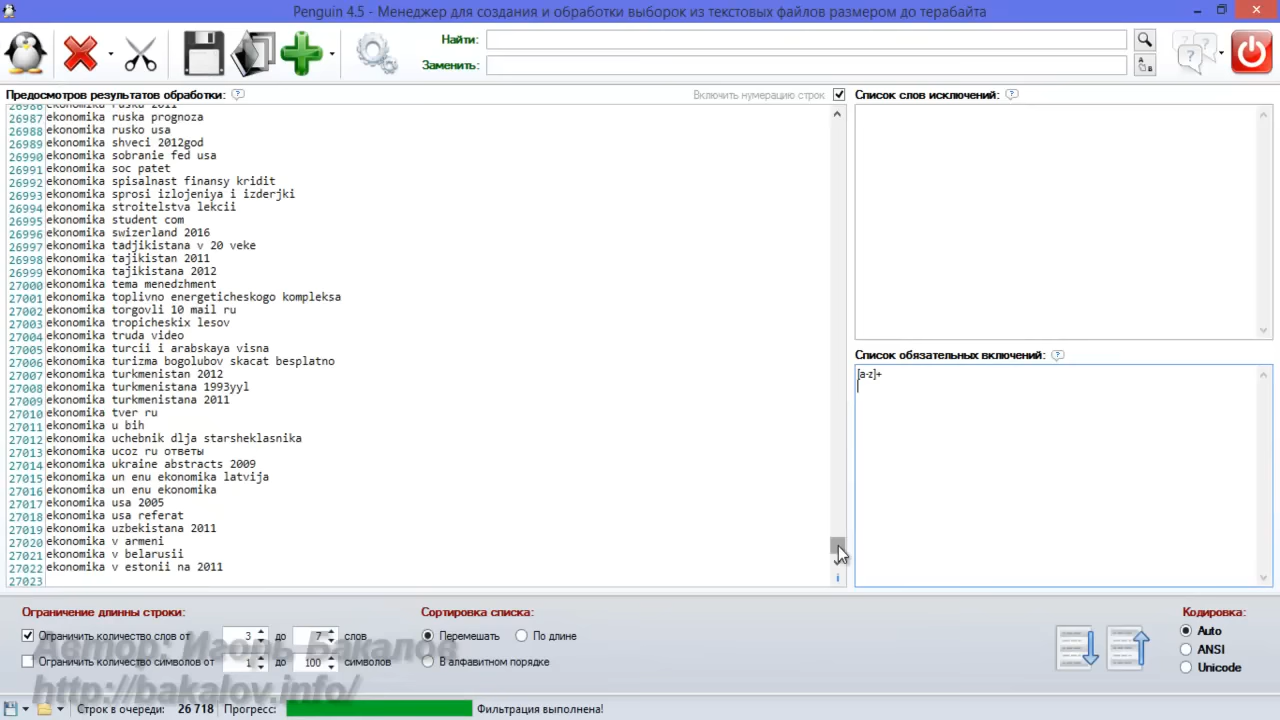 Penguin 4.5 - Менеджер для создания и обработки выборок из текстовых файлов размером до терабайта
Найти:
Заменить:
Предосмотров результатов обработки:
Включить нумерацию строк
Список слов исключений:
26986 ekonomika ruska 2011
26987 ekonomika ruska prognoza
26988 ekonomika rusko usa
26989 ekonomika shveci 2012god
26990 ekonomika sobranie fed usa
26991 ekonomika soc patet
26992 ekonomika spisalnast finansy kridit
26993 ekonomika sprosi izlojeniya i izderjki
26994 ekonomika stroitelstva lekcii
26995 ekonomika student com
26996 ekonomika swizerland 2016
26997 ekonomika tadjikistana v 20 veke
26998 ekonomika tajikistan 2011
26999 ekonomika tajikistana 2012
27000 ekonomika tema menedzhment
27001 ekonomika toplivno energeticheskogo kompleksa
27002 ekonomika torgovli 10 mail ru
27003 ekonomika tropicheskix lesov
27004 ekonomika truda video
27005 ekonomika turcii i arabskaya visna
27006 ekonomika turizma bogolubov skacat besplatno
27007 ekonomika turkmenistan 2012
27008 ekonomika turkmenistana 1993yyl
27009 ekonomika turkmenistana 2011
27010 ekonomika tver ru
27011 ekonomika u bih
27012 ekonomika uchebnik dlja starsheklasnika
27013 ekonomika ucoz ru ответы
27014 ekonomika ukraine abstracts 2009
27015 ekonomika un enu ekonomika latvija
27016 ekonomika un enu ekonomika
27017 ekonomika usa 2005
27018 ekonomika usa referat
27019 ekonomika uzbekistana 2011
27020 ekonomika v armeni
27021 ekonomika v belarusii
27022 ekonomika v estonii na 2011
27023
Список обязательных включений:
[a-z]+
Ограничение длинны строки:
Ограничить количество слов от 3 до 7 слов
Ограничить количество символов от 1 до 100 символов
Сортировка списка:
Перемешать
По длине
В алфавитном порядке
Кодировка:
Auto
ANSI
Unicode
Автор: Игорь Бакалов
http://bakalov.info/
Строк в очереди: 26 718 Прогресс: Фильтрация выполнена!